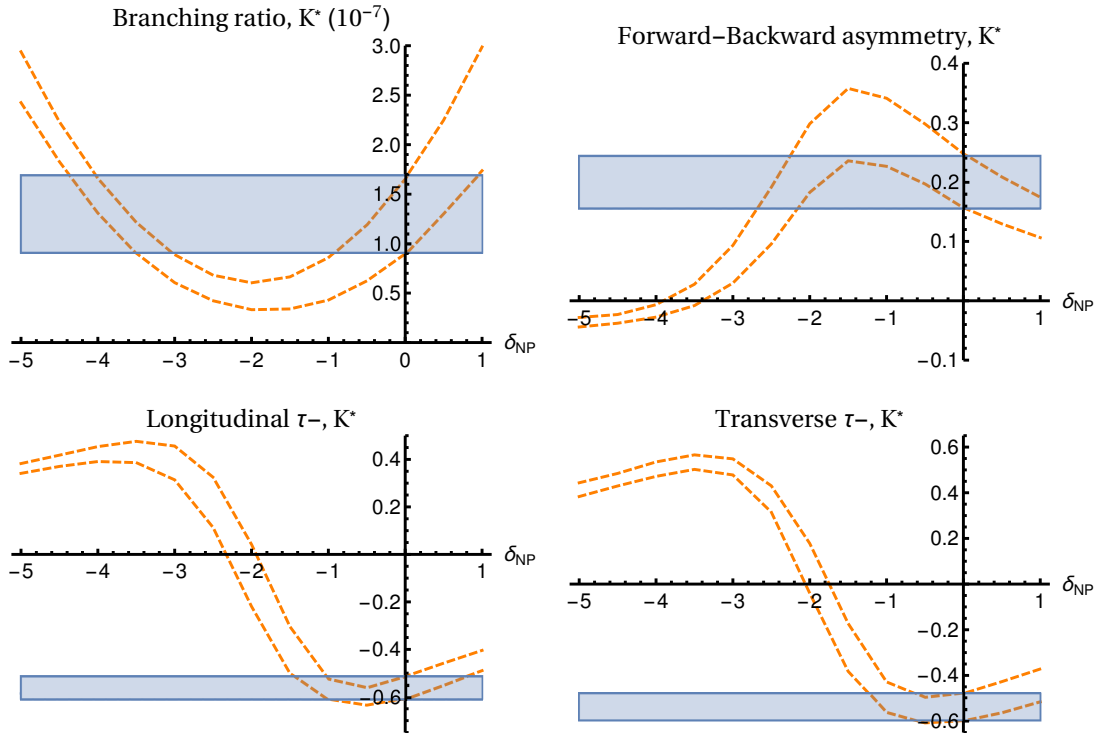 Branching ratio, K* (10⁻⁷)
3.0
2.5
2.0
1.5
1.0
0.5
−5 −4 −3 −2 −1 0 1 δNP
Forward−Backward asymmetry, K*
0.4
0.3
0.2
0.1
−0.1
−5 −4 −3 −2 −1 0 1 δNP
Longitudinal τ−, K*
0.4
0.2
−0.2
−0.4
−0.6
−5 −4 −3 −2 −1 0 1 δNP
Transverse τ−, K*
0.6
0.4
0.2
−0.2
−0.4
−0.6
−5 −4 −3 −2 −1 0 1 δNP